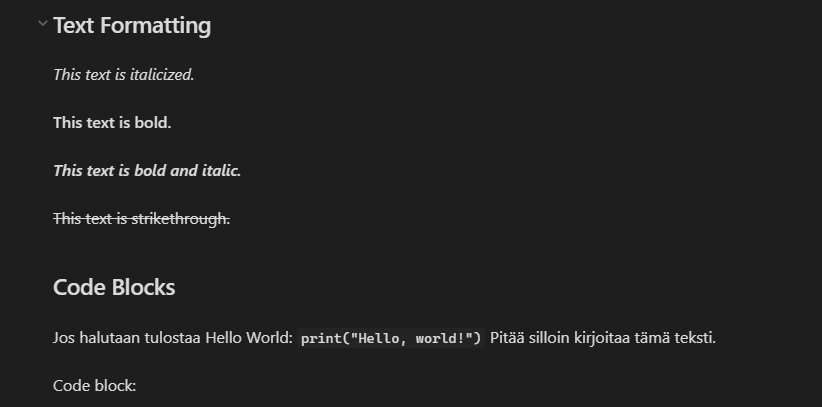 Text Formatting
This text is italicized.
This text is bold.
This text is bold and italic.
This text is strikethrough.
Code Blocks
Jos halutaan tulostaa Hello World: print("Hello, world!") Pitää silloin kirjoitaa tämä teksti.
Code block: